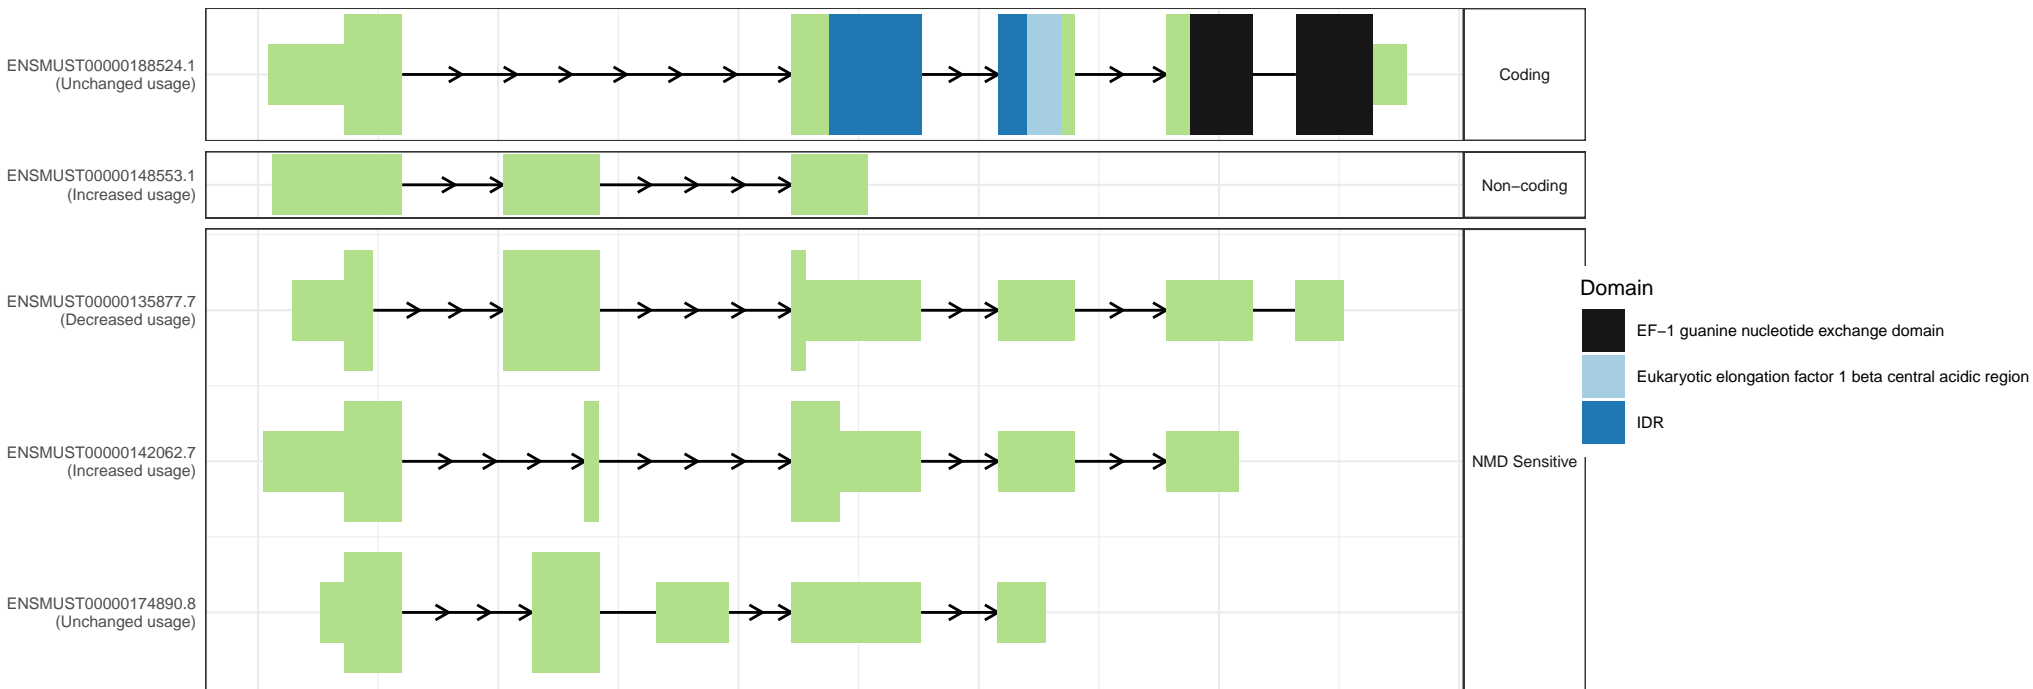 ENSMUST00000188524.1
(Unchanged usage)
Coding
ENSMUST00000148553.1
(Increased usage)
Non−coding
ENSMUST00000135877.7
(Decreased usage)
ENSMUST00000142062.7
(Increased usage)
NMD Sensitive
ENSMUST00000174890.8
(Unchanged usage)
Domain
EF−1 guanine nucleotide exchange domain
Eukaryotic elongation factor 1 beta central acidic region
IDR